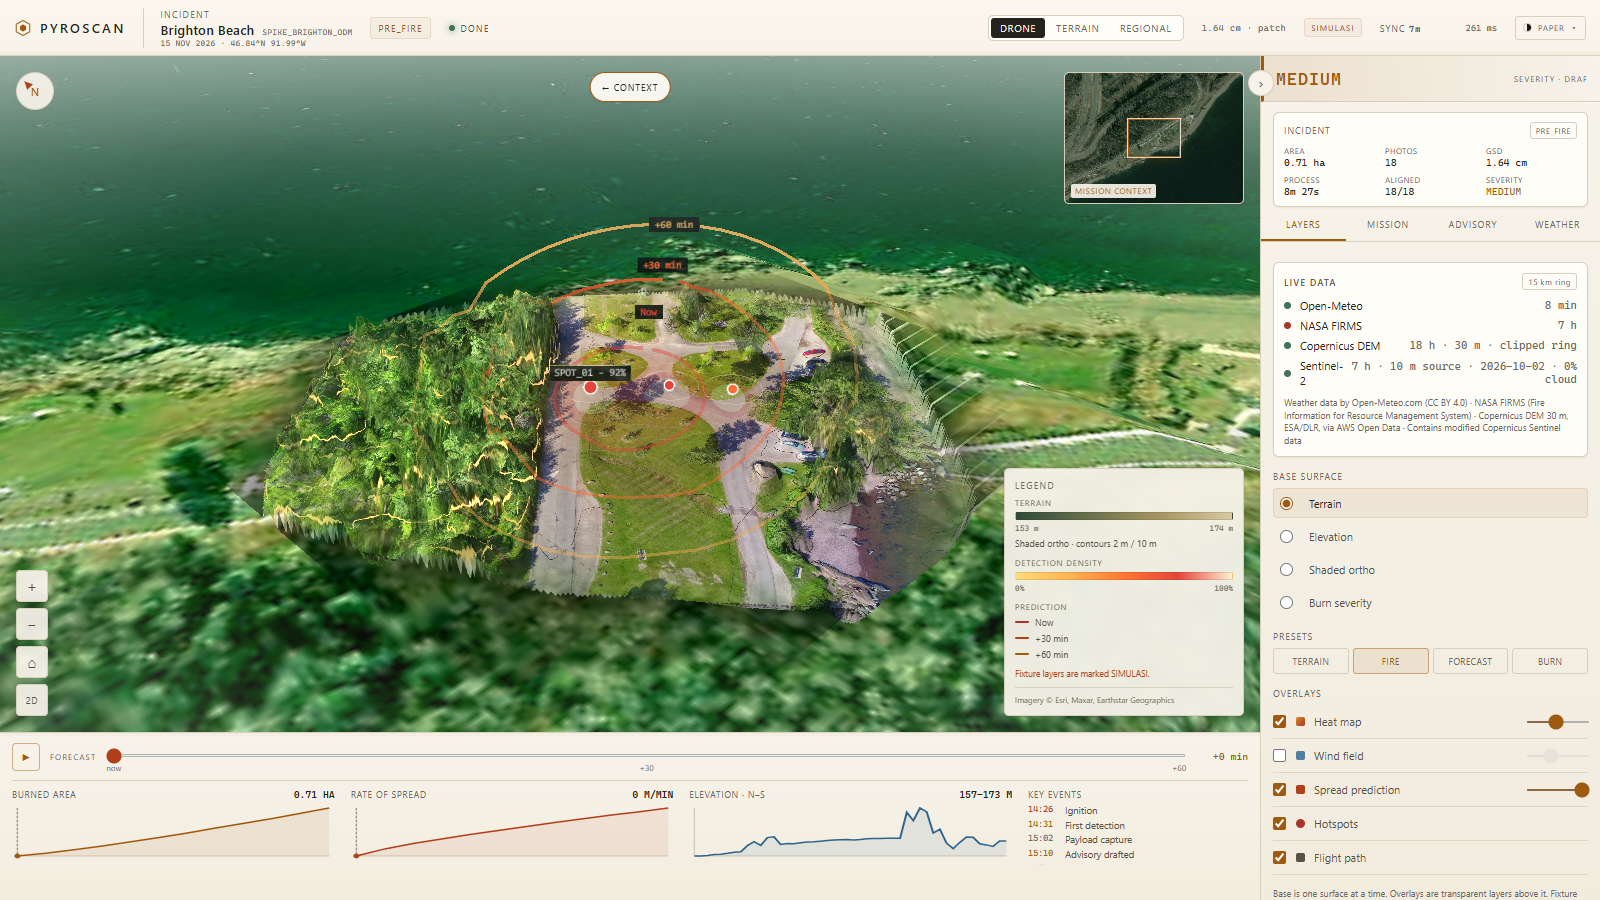 PYROSCAN
INCIDENT
Brighton Beach SPIKE_BRIGHTON_ODM
15 NOV 2026 · 46.84°N 91.99°W
PRE_FIRE
DONE
DRONE
TERRAIN
REGIONAL
1.64 cm · patch
SIMULASI
SYNC 7m
261 ms
PAPER
N
← CONTEXT
MISSION CONTEXT
+60 min
+30 min
Now
SPOT_01 - 92%
+
−
2D
LEGEND
TERRAIN
153 m 174 m
Shaded ortho · contours 2 m / 10 m
DETECTION DENSITY
0% 100%
PREDICTION
Now
+30 min
+60 min
Fixture layers are marked SIMULASI.
Imagery © Esri, Maxar, Earthstar Geographics
MEDIUM
SEVERITY · DRAF
INCIDENT
PRE_FIRE
AREA PHOTOS GSD
0.71 ha 18 1.64 cm
PROCESS ALIGNED SEVERITY
8m 27s 18/18 MEDIUM
LAYERS MISSION ADVISORY WEATHER
LIVE DATA
15 km ring
Open-Meteo 8 min
NASA FIRMS 7 h
Copernicus DEM 18 h · 30 m · clipped ring
Sentinel- 7 h · 10 m source · 2026-10-02 · 0%
2 cloud
Weather data by Open-Meteo.com (CC BY 4.0) · NASA FIRMS (Fire
Information for Resource Management System) · Copernicus DEM 30 m,
ESA/DLR, via AWS Open Data · Contains modified Copernicus Sentinel
data
BASE SURFACE
Terrain
Elevation
Shaded ortho
Burn severity
PRESETS
TERRAIN FIRE FORECAST BURN
OVERLAYS
Heat map
Wind field
Spread prediction
Hotspots
Flight path
Base is one surface at a time. Overlays are transparent layers above it. Fixture
FORECAST
now +30 +60
+0 min
BURNED AREA 0.71 HA
RATE OF SPREAD 0 M/MIN
ELEVATION · N–S 157–173 M
KEY EVENTS
14:26 Ignition
14:31 First detection
15:02 Payload capture
15:10 Advisory drafted